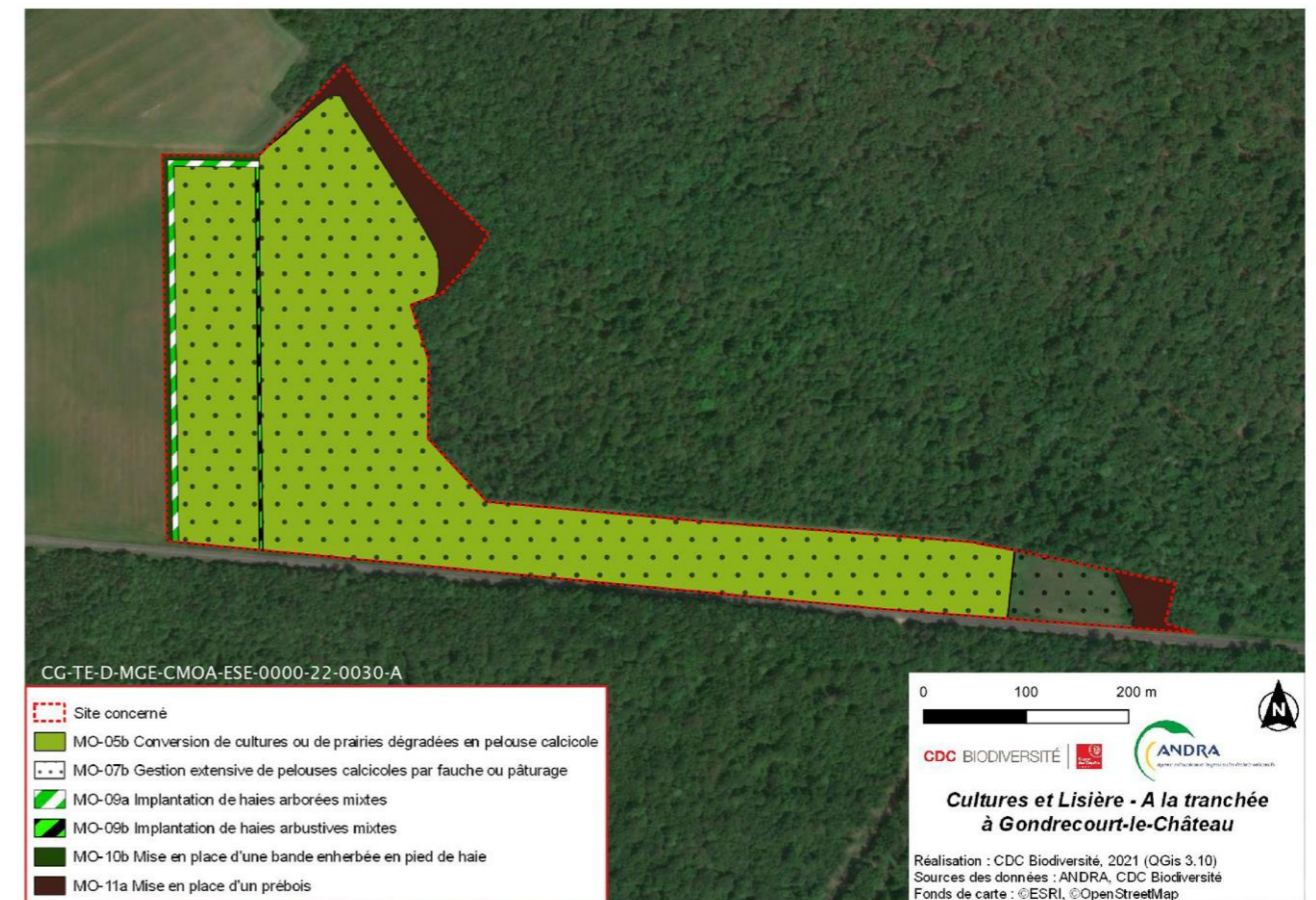 CG-TE-D-MGE-CMOA-ESE-0000-22-0030-A
Site concerné
MO-05b Conversion de cultures ou de prairies dégradées en pelouse calcicole
MO-07b Gestion extensive de pelouses calcicoles par fauche ou pâturage
MO-09a Implantation de haies arborées mixtes
MO-09b Implantation de haies arbustives mixtes
MO-10b Mise en place d'une bande enherbée en pied de haie
MO-11a Mise en place d'un prébois
0 100 200 m
N
CDC BIODIVERSITÉ
ANDRA
Cultures et Lisière - A la tranchée
à Gondrecourt-le-Château
Réalisation : CDC Biodiversité, 2021 (QGis 3.10)
Sources des données : ANDRA, CDC Biodiversité
Fonds de carte : ©ESRI, ©OpenStreetMap